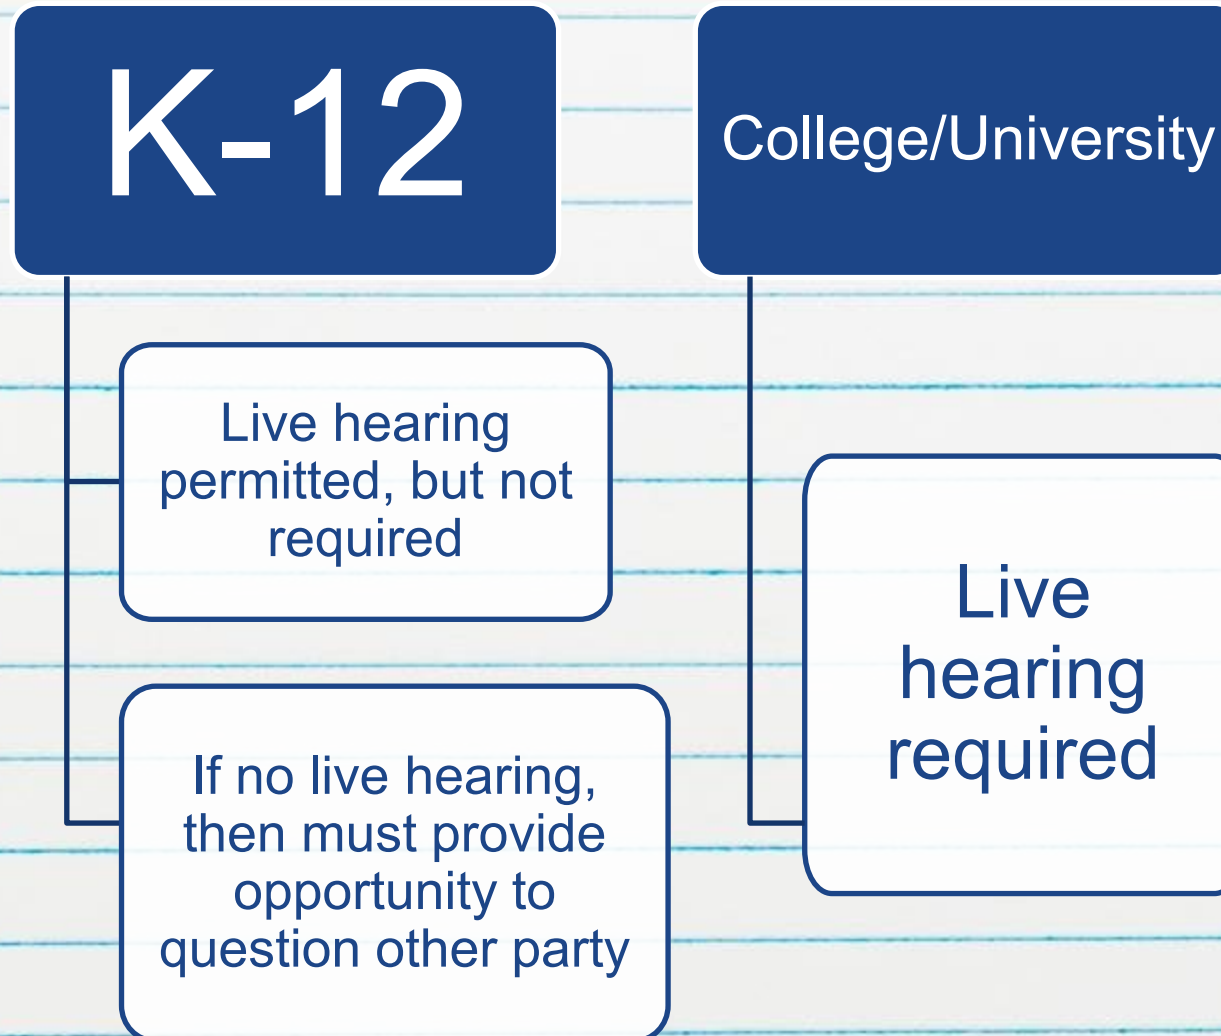 K-12
Live hearing
permitted, but not
required
If no live hearing,
then must provide
opportunity to
question other party
College/University
Live
hearing
required